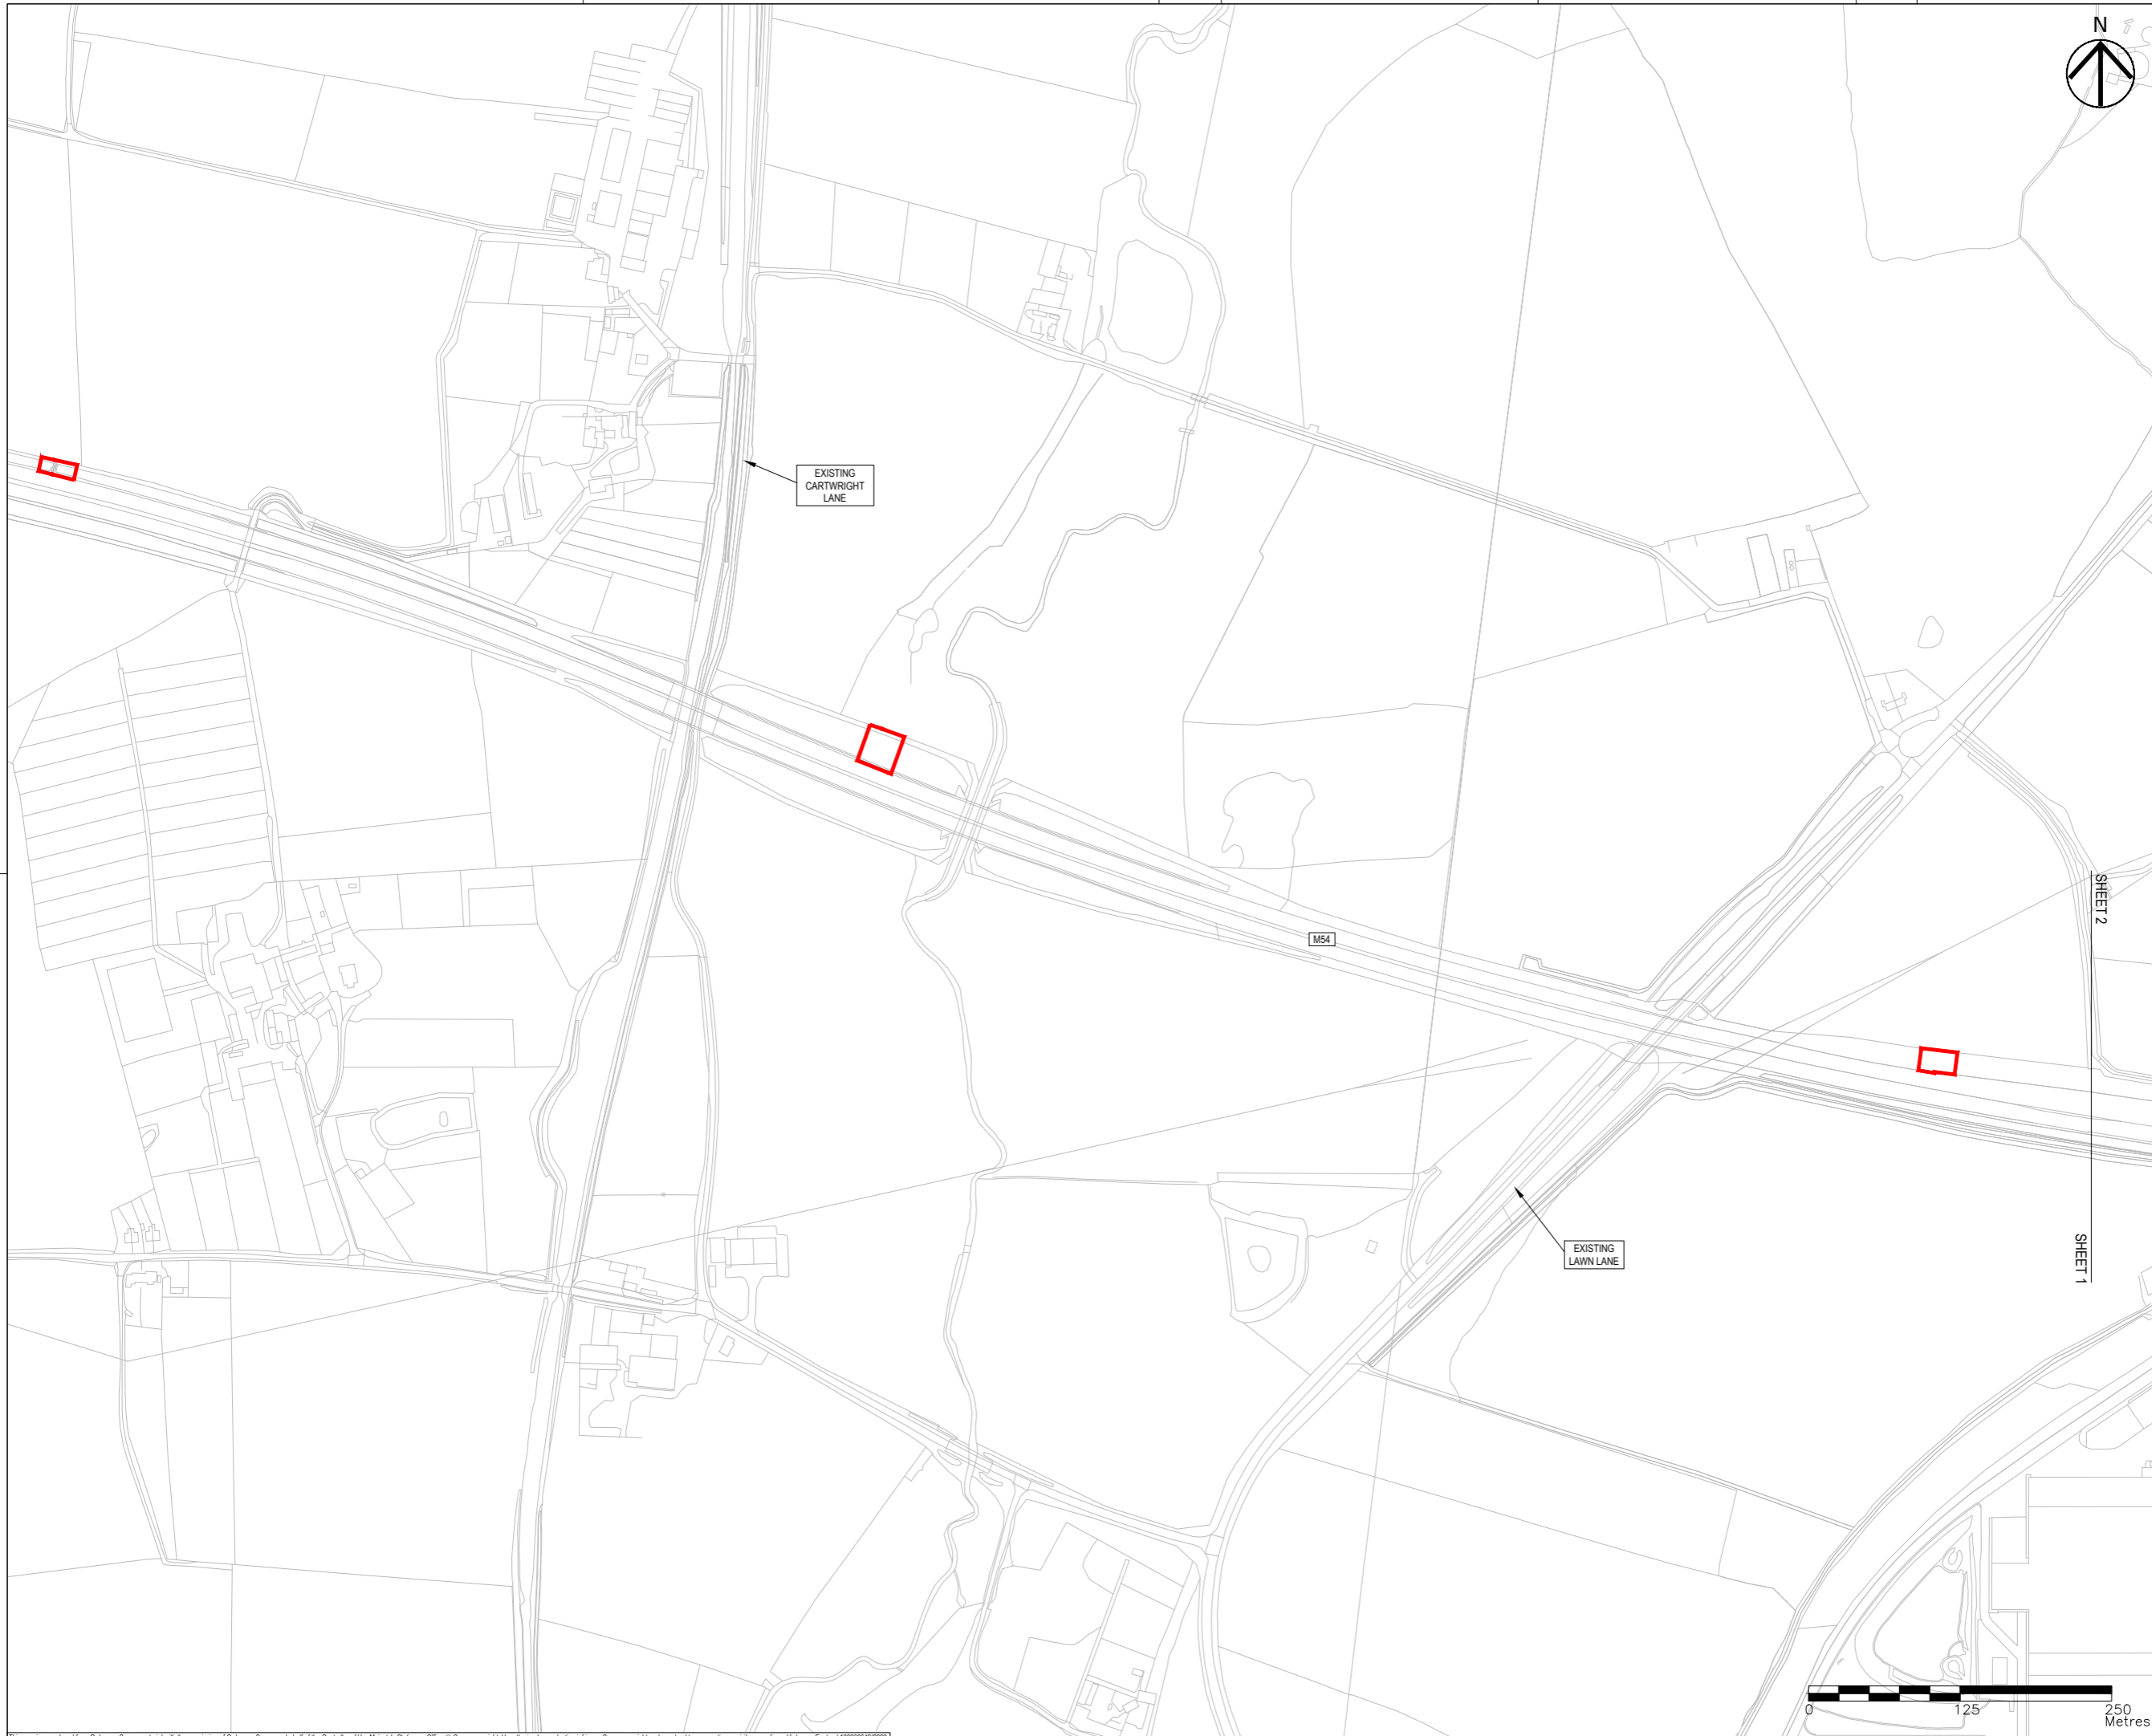 N
EXISTING
CARTWRIGHT
LANE
SHEET 2
M54
SHEET 1
EXISTING
LAWN LANE
0
125
250
Metres